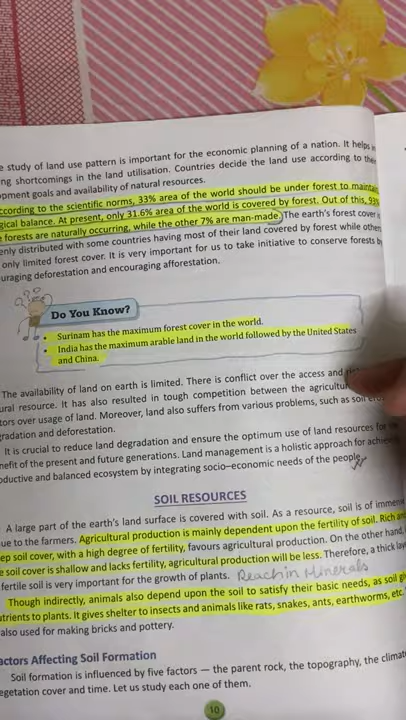 e study of land use pattern is important for the economic planning of a nation. It helps in
ng shortcomings in the land utilisation. Countries decide the land use according to their
opment goals and availability of natural resources.
ccording to the scientific norms, 33% area of the world should be under forest to maintain
gical balance. At present, only 31.6% area of the world is covered by forest. Out of this, 93%
e forests are naturally occurring, while the other 7% are man-made. The earth's forest cover is
enly distributed with some countries having most of their land covered by forest while others
only limited forest cover. It is very important for us to take initiative to conserve forests by
uraging deforestation and encouraging afforestation.
Do You Know?
• Surinam has the maximum forest cover in the world.
• India has the maximum arable land in the world followed by the United States
and China.
The availability of land on earth is limited. There is conflict over the access and
ural resource. It has also resulted in tough competition between the agricultur
tors over usage of land. Moreover, land also suffers from various problems, such as soil
radation and deforestation.
It is crucial to reduce land degradation and ensure the optimum use of land resources for
nefit of the present and future generations. Land management is a holistic approach for
oductive and balanced ecosystem by integrating socio–economic needs of the people.
SOIL RESOURCES
A large part of the earth's land surface is covered with soil. As a resource, soil is of immense
ue to the farmers. Agricultural production is mainly dependent upon the fertility of soil. Rich and
ep soil cover, with a high degree of fertility, favours agricultural production. On the other hand,
e soil cover is shallow and lacks fertility, agricultural production will be less. Therefore, a thick lay
fertile soil is very important for the growth of plants. Reach in Minerals
Though indirectly, animals also depend upon the soil to satisfy their basic needs, as soil gi
utrients to plants. It gives shelter to insects and animals like rats, snakes, ants, earthworms, etc.
also used for making bricks and pottery.
actors Affecting Soil Formation
Soil formation is influenced by five factors — the parent rock, the topography, the climat
egetation cover and time. Let us study each one of them.
10